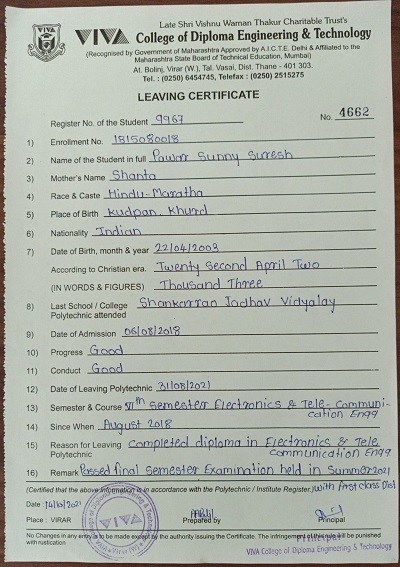 Late Shri Vishnu Waman Thakur Charitable Trust's
VIVA College of Diploma Engineering & Technology
(Recognised by Government of Maharashtra Approved by A.I.C.T.E. Delhi & Affiliated to the
Maharashtra State Board of Technical Education, Mumbai)
At. Bolinj, Virar (W.), Tal. Vasai, Dist. Thane - 401 303.
Tel. : (0250) 6454745, Telefax : (0250) 2515275
LEAVING CERTIFICATE
Register No. of the Student 9967 No. 4662
1) Enrollment No. 1815080018
2) Name of the Student in full Pawar Sunny Suresh
3) Mother's Name Shanta
4) Race & Caste Hindu-Maratha
5) Place of Birth Kudpan Khurd
6) Nationality Indian
7) Date of Birth, month & year 22/04/2003
According to Christian era. Twenty Second April Two
(IN WORDS & FIGURES) Thousand Three
8) Last School / College Shankarrao Jadhav Vidyalay
Polytechnic attended
9) Date of Admission 06/08/2018
10) Progress Good
11) Conduct Good
12) Date of Leaving Polytechnic 31/08/2021
13) Semester & Course VIth Semester Electronics & Tele-Communi-
cation Engg
14) Since When August 2018
15) Reason for Leaving Completed diploma in Electronics & Tele
Polytechnic Communication Engg
16) Remark Passed final Semester Examination held in Summer 2021
(Certified that the above information is in accordance with the Polytechnic / Institute Register.) with First class Dist
Date :
Place : VIRAR Prepared by Principal
No Changes in any entry is to be made except by the authority issuing the Certificate. The infringement of this rule will be punished
with rustication
Principal
VIVA College of Diploma Engineering & Technology
VIVA